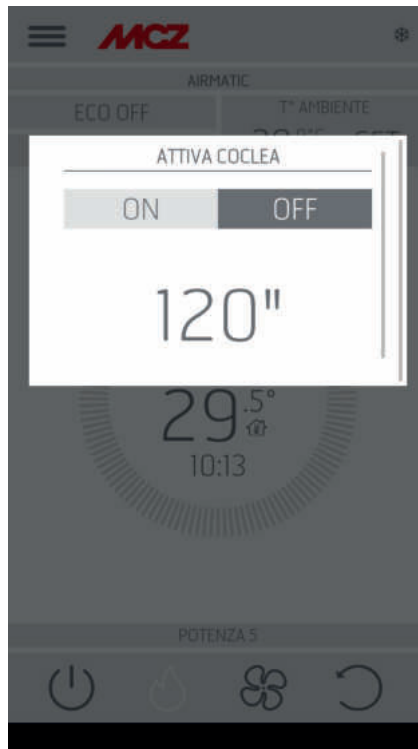 MCZ
AIRMATIC
ECO OFF
T° AMBIENTE
ATTIVA COCLEA
ON OFF
120"
29.5°
10:13
POTENZA 5